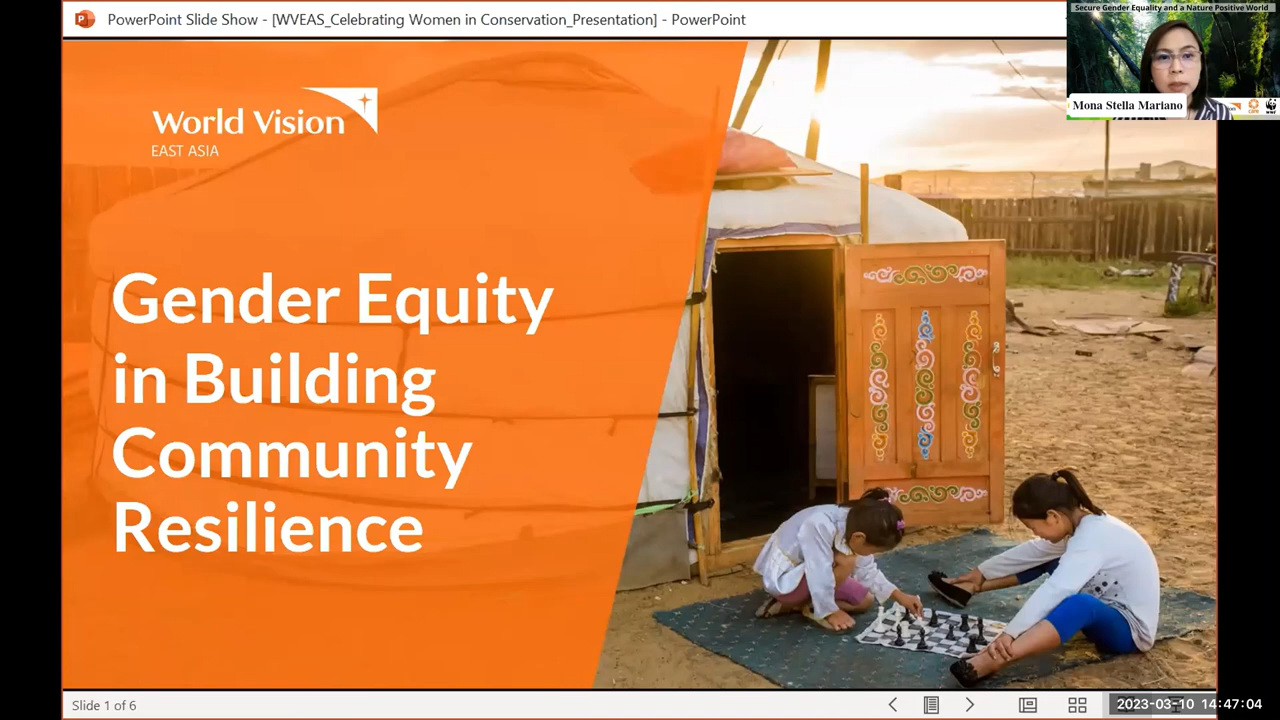 PowerPoint Slide Show - [WVEAS_Celebrating Women in Conservation_Presentation] - PowerPoint
Secure Gender Equality and a Nature Positive World
Mona Stella Mariano
care
WWF
World Vision
EAST ASIA
Gender Equity
in Building
Community
Resilience
Slide 1 of 6
2023-03-10 14:47:04